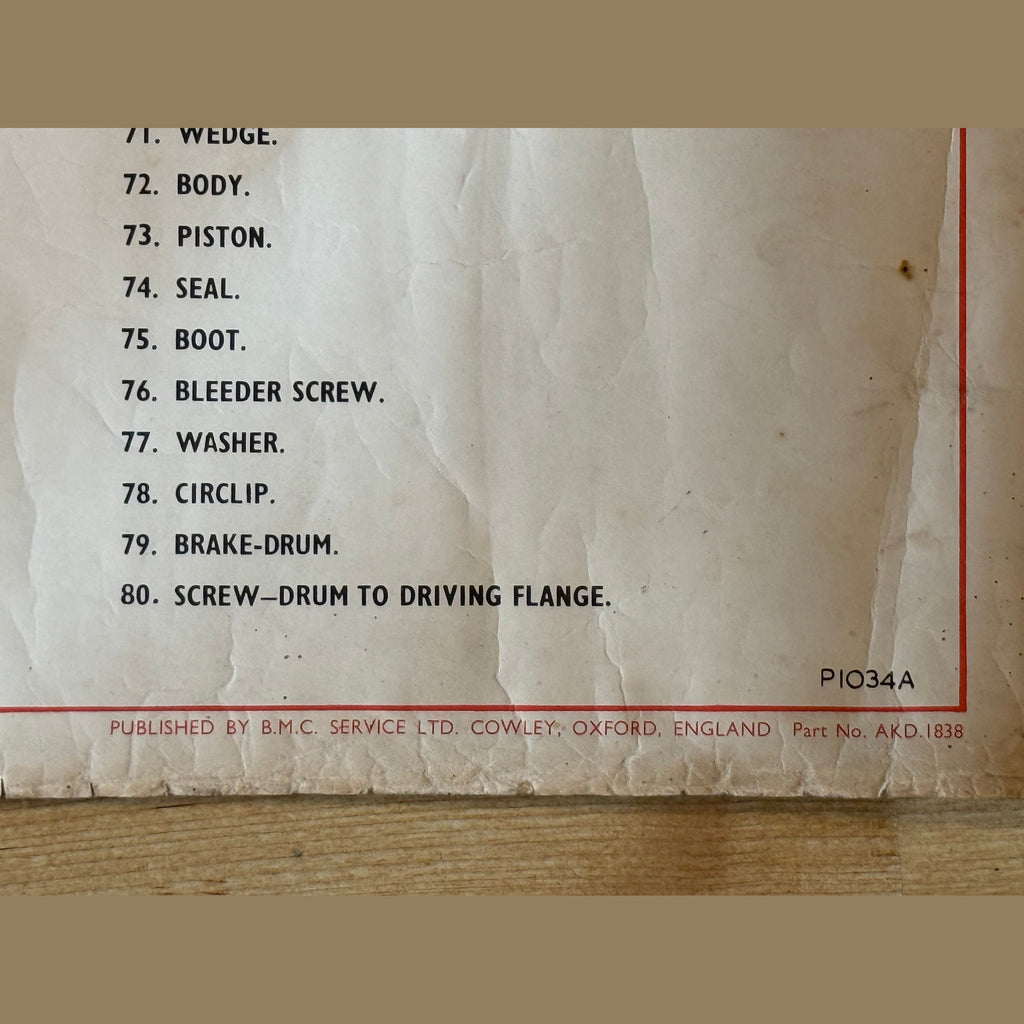 71. WEDGE.
72. BODY.
73. PISTON.
74. SEAL.
75. BOOT.
76. BLEEDER SCREW.
77. WASHER.
78. CIRCLIP.
79. BRAKE-DRUM.
80. SCREW—DRUM TO DRIVING FLANGE.
P1034A
PUBLISHED BY B.M.C. SERVICE LTD. COWLEY, OXFORD, ENGLAND Part No. AKD.1838